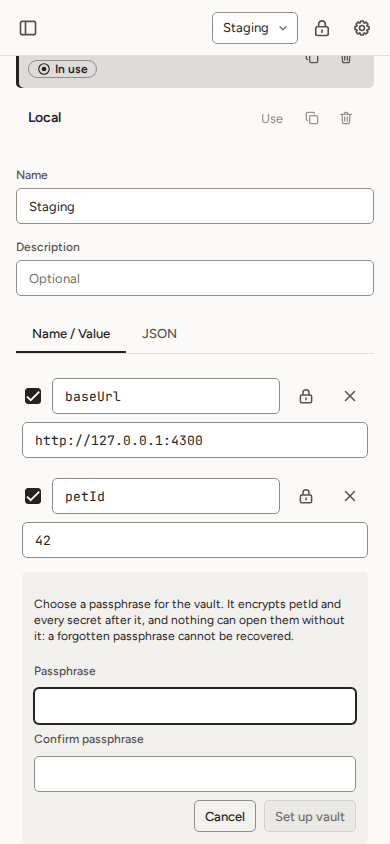 Staging
In use
Local
Use
Name
Staging
Description
Optional
Name / Value
JSON
baseUrl
http://127.0.0.1:4300
petId
42
Choose a passphrase for the vault. It encrypts petId and
every secret after it, and nothing can open them without
it: a forgotten passphrase cannot be recovered.
Passphrase
Confirm passphrase
Cancel
Set up vault